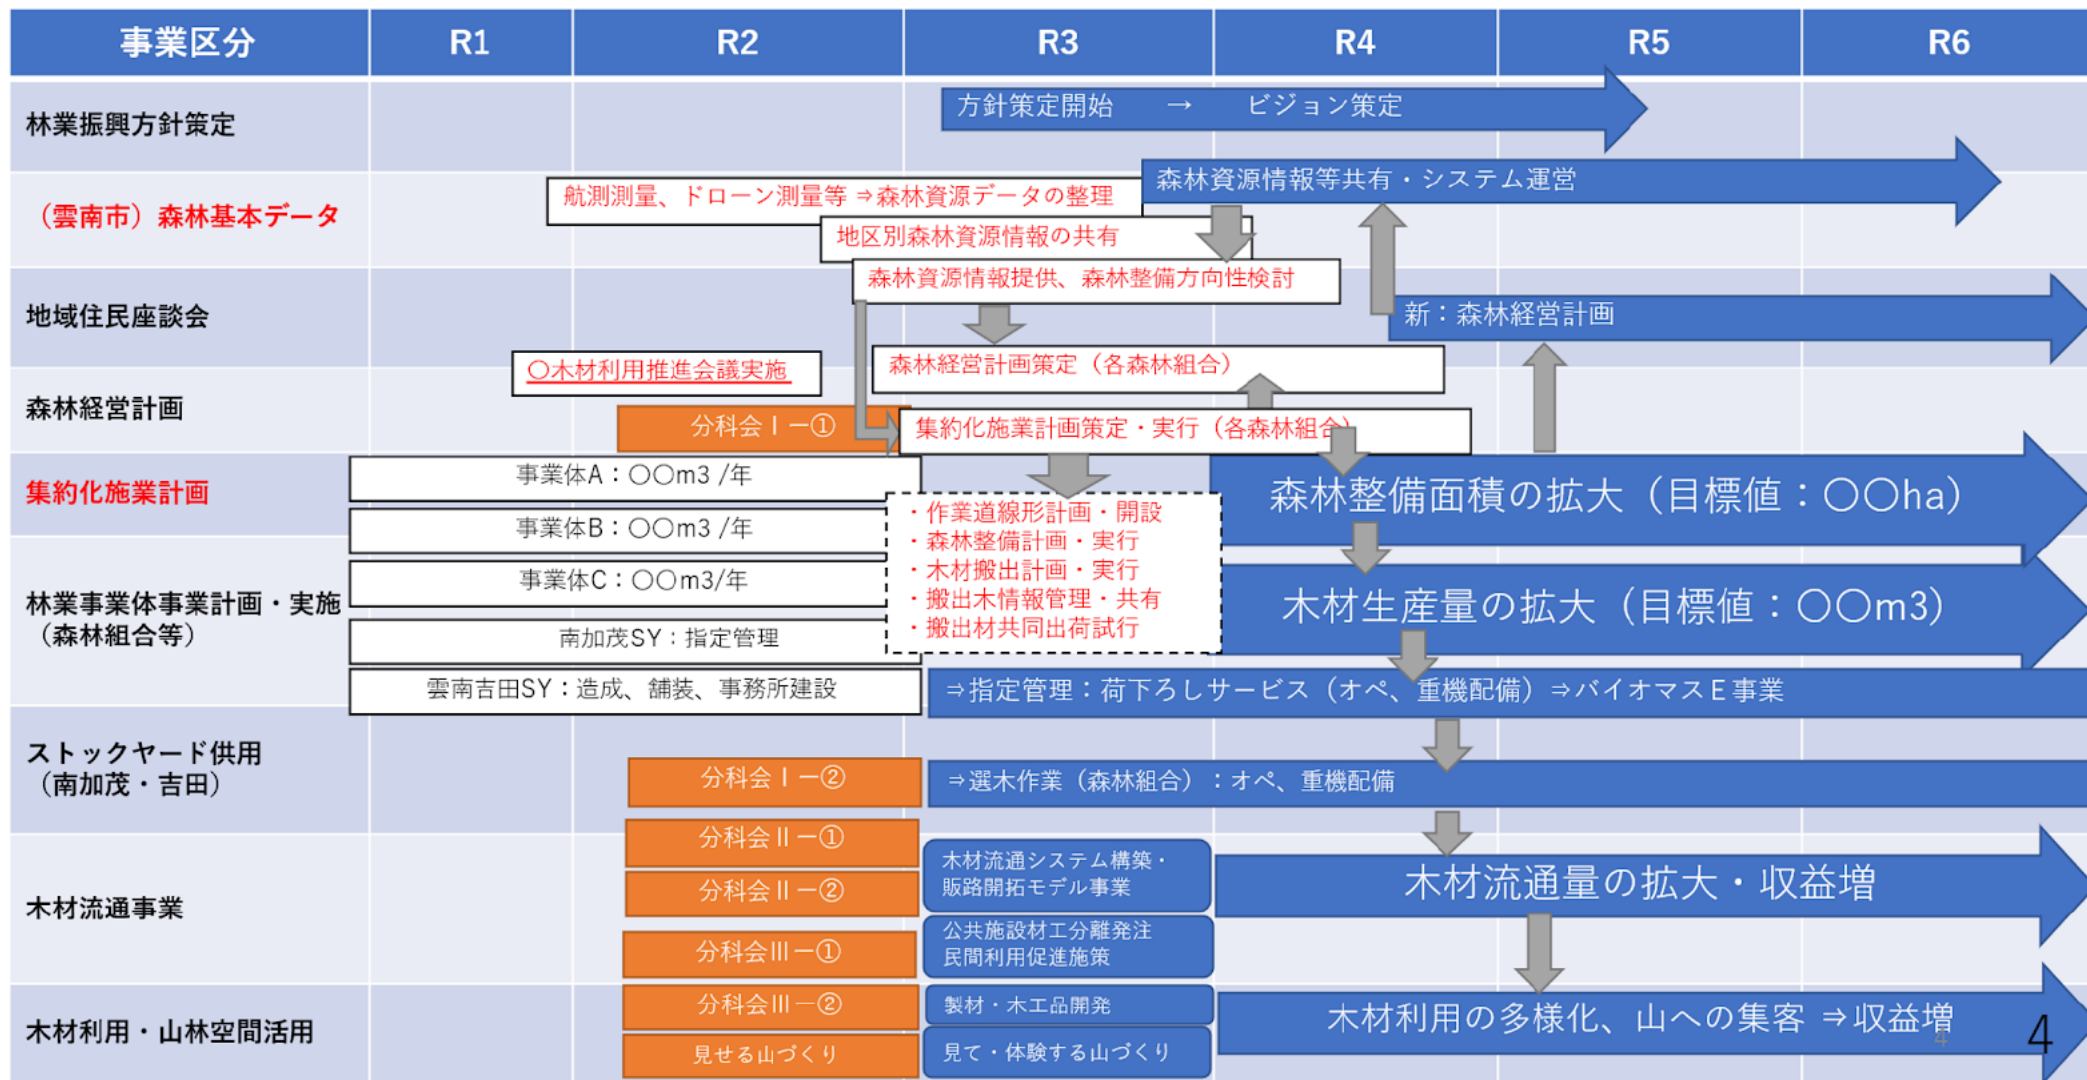 事業区分 R1 R2 R3 R4 R5 R6
林業振興方針策定
方針策定開始 → ビジョン策定
（雲南市）森林基本データ
航測測量、ドローン測量等⇒森林資源データの整理
森林資源情報等共有・システム運営
地区別森林資源情報の共有
森林資源情報提供、森林整備方向性検討
地域住民座談会
新：森林経営計画
〇木材利用推進会議実施
森林経営計画策定（各森林組合）
森林経営計画
分科会Ⅰー①
集約化施業計画策定・実行（各森林組合）
集約化施業計画
事業体A：〇〇m3 /年
事業体B：〇〇m3 /年
・作業道線形計画・開設
・森林整備計画・実行
・木材搬出計画・実行
・搬出木情報管理・共有
・搬出材共同出荷試行
森林整備面積の拡大（目標値：〇〇ha）
林業事業体事業計画・実施
（森林組合等）
事業体C：〇〇m3/年
南加茂SY：指定管理
雲南吉田SY：造成、舗装、事務所建設
木材生産量の拡大（目標値：〇〇m3）
⇒指定管理：荷下ろしサービス（オペ、重機配備）⇒バイオマスE事業
ストックヤード供用
（南加茂・吉田）
分科会Ⅰー②
⇒選木作業（森林組合）：オペ、重機配備
木材流通事業
分科会Ⅱー①
分科会Ⅱー②
分科会Ⅲー①
木材流通システム構築・
販路開拓モデル事業
公共施設材工分離発注
民間利用促進施策
木材流通量の拡大・収益増
木材利用・山林空間活用
分科会Ⅲー②
見せる山づくり
製材・木工品開発
見て・体験する山づくり
木材利用の多様化、山への集客 ⇒収益増
4
4